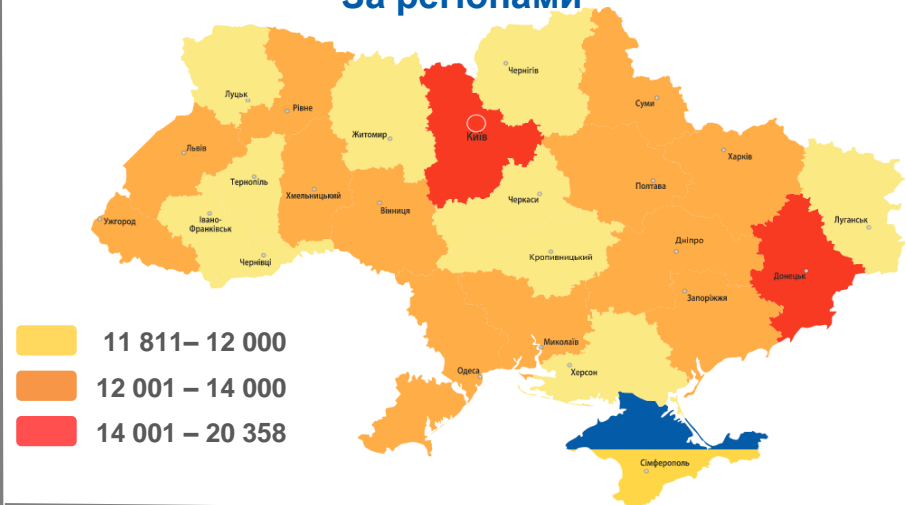 За регіонами
Чернігів
Луцьк
Рівне
Суми
Київ
Житомир
Львів
Харків
Тернопіль
Хмельницький
Полтава
Черкаси
Вінниця
Ужгород
Івано-
Франківськ
Луганськ
Дніпро
Чернівці
Кропивницький
Донецьк
Запоріжжя
Миколаїв
Одеса
Херсон
Сімферополь
11 811– 12 000
12 001 – 14 000
14 001 – 20 358